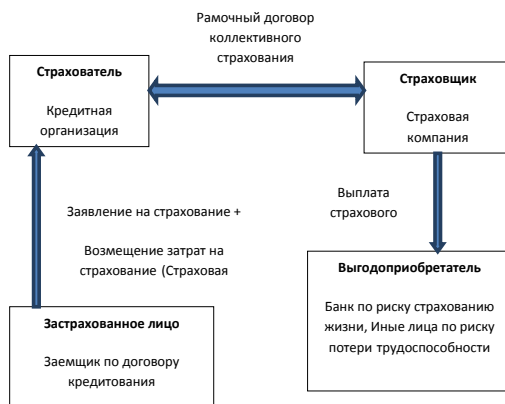 Рамочный договор
коллективного
страхования
Страхователь
Кредитная
организация
Страховщик
Страховая
компания
Заявление на страхование +
Возмещение затрат на
страхование (Страховая
Выплата
страхового
Застрахованное лицо
Заемщик по договору
кредитования
Выгодоприобретатель
Банк по риску страхованию
жизни, Иные лица по риску
потери трудоспособности